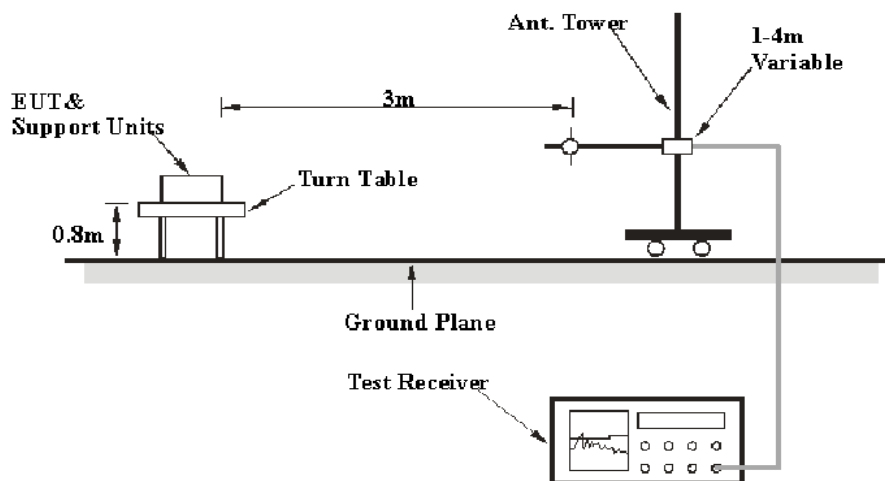 Ant. Tower
1-4m
Variable
3m
EUT&
Support Units
Turn Table
0.8m
Ground Plane
Test Receiver